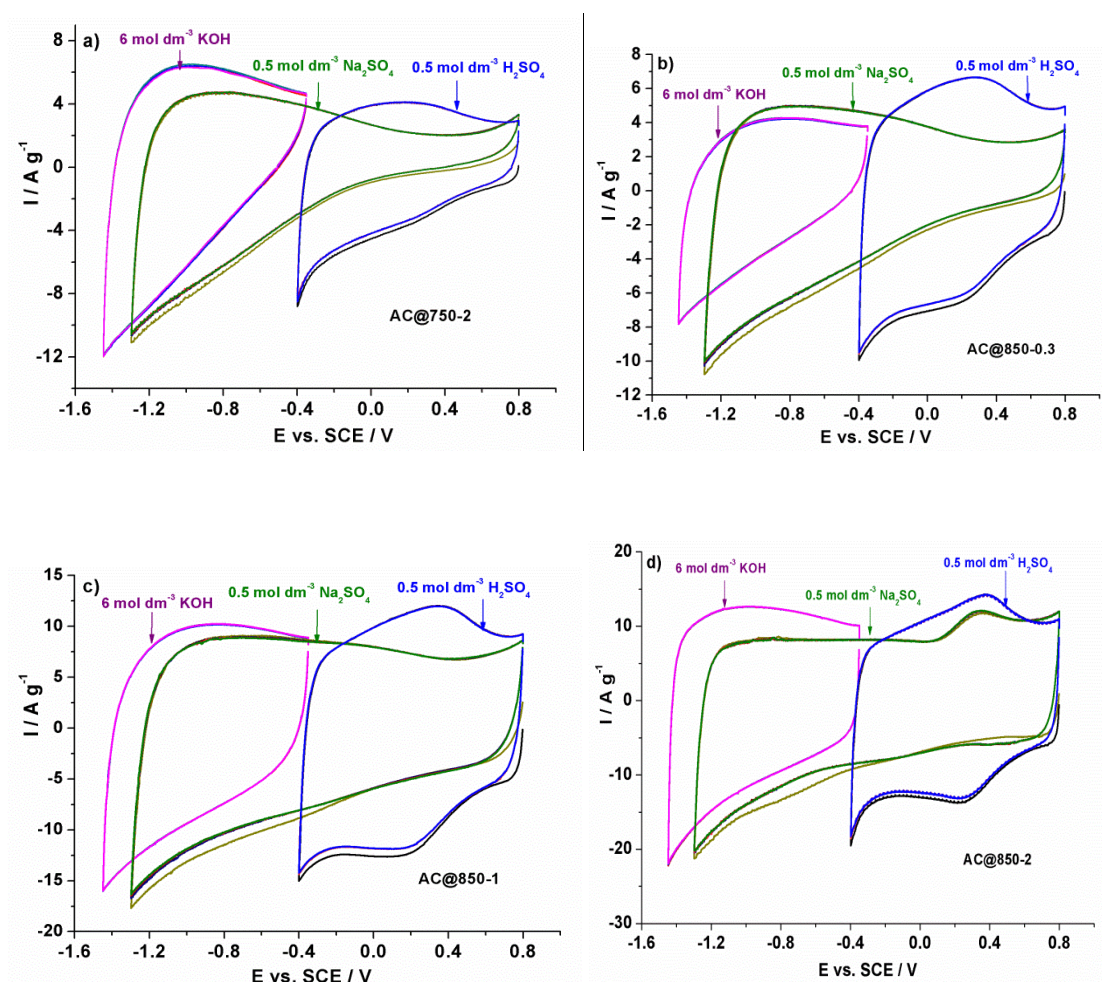 a)
6 mol dm⁻³ KOH
0.5 mol dm⁻³ Na₂SO₄
0.5 mol dm⁻³ H₂SO₄
8
4
0
-4
-8
-12
I / A g⁻¹
AC@750-2
-1.6 -1.2 -0.8 -0.4 0.0 0.4 0.8
E vs. SCE / V
b)
0.5 mol dm⁻³ Na₂SO₄
0.5 mol dm⁻³ H₂SO₄
6 mol dm⁻³ KOH
8
6
4
2
0
-2
-4
-6
-8
-10
-12
I / A g⁻¹
AC@850-0.3
-1.6 -1.2 -0.8 -0.4 0.0 0.4 0.8
E vs. SCE / V
c)
6 mol dm⁻³ KOH
0.5 mol dm⁻³ Na₂SO₄
0.5 mol dm⁻³ H₂SO₄
15
10
5
0
-5
-10
-15
-20
I / A g⁻¹
AC@850-1
-1.6 -1.2 -0.8 -0.4 0.0 0.4 0.8
E vs. SCE / V
d)
6 mol dm⁻³ KOH
0.5 mol dm⁻³ Na₂SO₄
0.5 mol dm⁻³ H₂SO₄
20
10
0
-10
-20
-30
I / A g⁻¹
AC@850-2
-1.6 -1.2 -0.8 -0.4 0.0 0.4 0.8
E vs. SCE / V